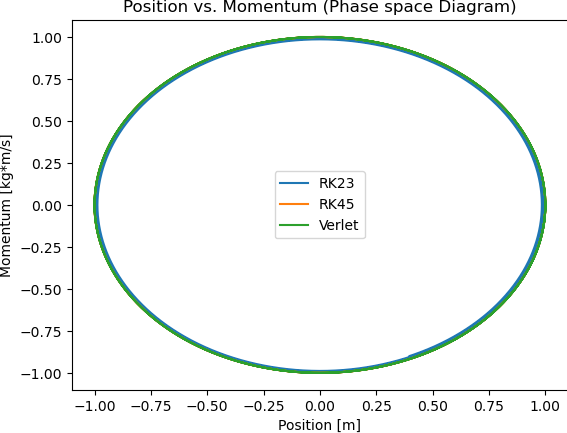 Position vs. Momentum (Phase space Diagram)
1.00
0.75
0.50
0.25
0.00
−0.25
−0.50
−0.75
−1.00
Momentum [kg*m/s]
RK23
RK45
Verlet
−1.00 −0.75 −0.50 −0.25 0.00 0.25 0.50 0.75 1.00
Position [m]